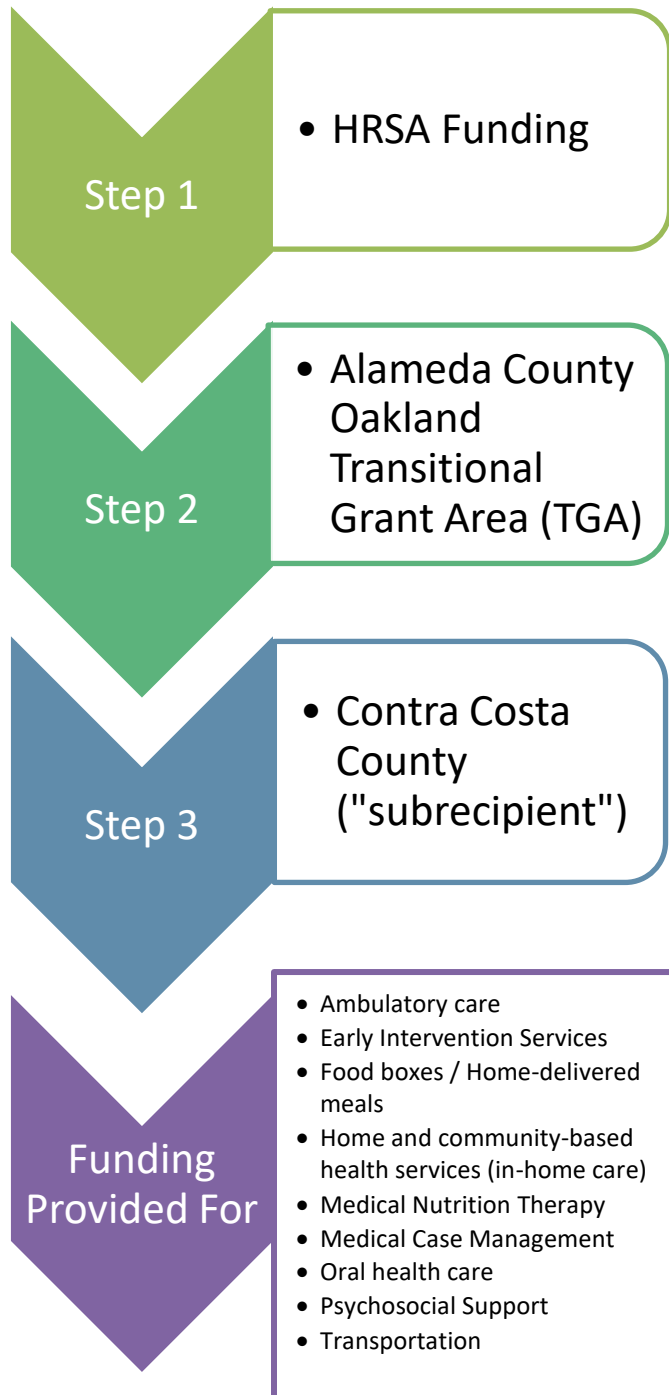 Step 1
• HRSA Funding
Step 2
• Alameda County
Oakland
Transitional
Grant Area (TGA)
Step 3
• Contra Costa
County
("subrecipient")
Funding
Provided For
• Ambulatory care
• Early Intervention Services
• Food boxes / Home-delivered
meals
• Home and community-based
health services (in-home care)
• Medical Nutrition Therapy
• Medical Case Management
• Oral health care
• Psychosocial Support
• Transportation